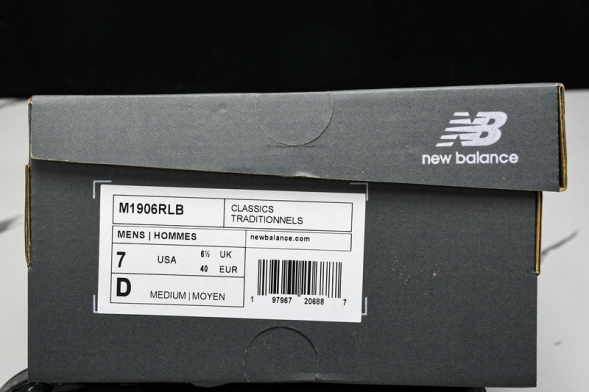 NB
new balance
M1906RLB
CLASSICS
TRADITIONNELS
MENS | HOMMES
newbalance.com
7 USA 6½ UK
40 EUR
D MEDIUM | MOYEN
1 97967 20688 7